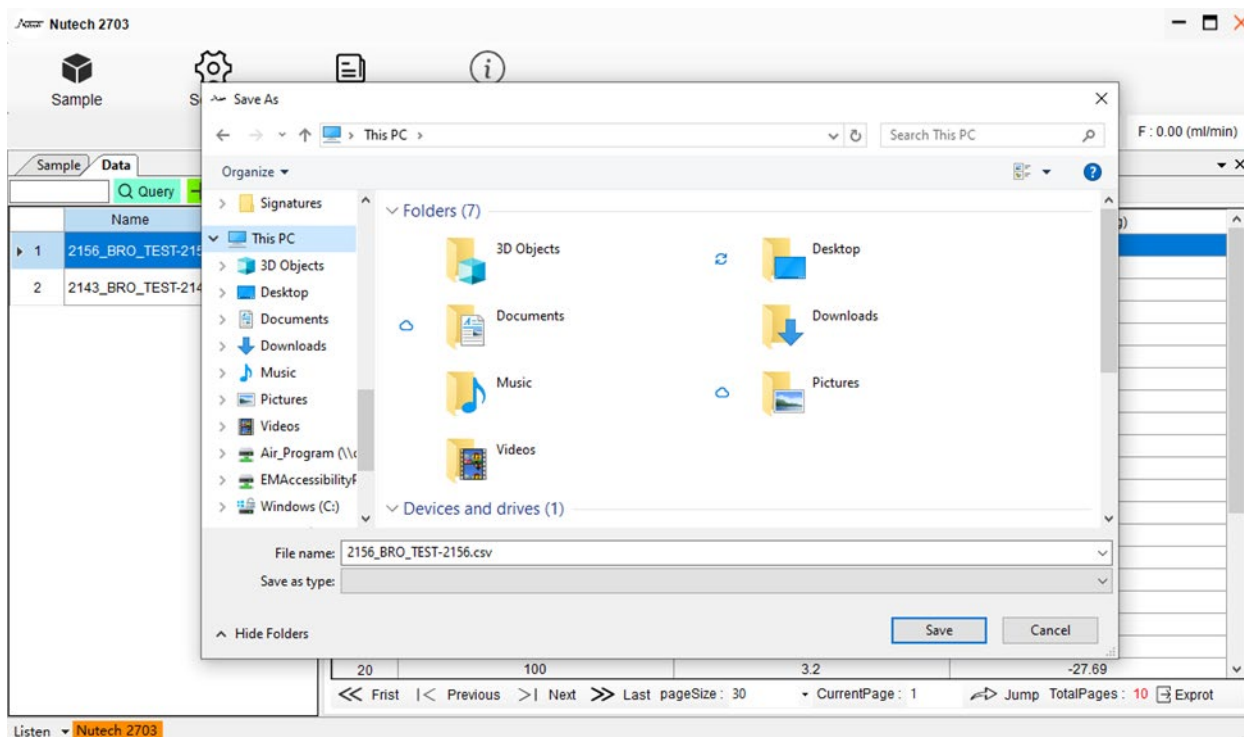 Nutech 2703
Sample
F : 0.00 (ml/min)
Save As
This PC
Search This PC
Organize
Sample Data
Query
Name
1 2156_BRO_TEST-215
2 2143_BRO_TEST-214
Signatures
This PC
3D Objects
Desktop
Documents
Downloads
Music
Pictures
Videos
Air_Program (\\
EMAccessibility
Windows (C:)
Folders (7)
3D Objects
Desktop
Documents
Downloads
Music
Pictures
Videos
Devices and drives (1)
File name: 2156_BRO_TEST-2156.csv
Save as type:
Hide Folders
Save Cancel
20 100 3.2 -27.69
Frist Previous Next Last pageSize : 30 CurrentPage : 1 Jump TotalPages : 10 Exprot
Listen Nutech 2703